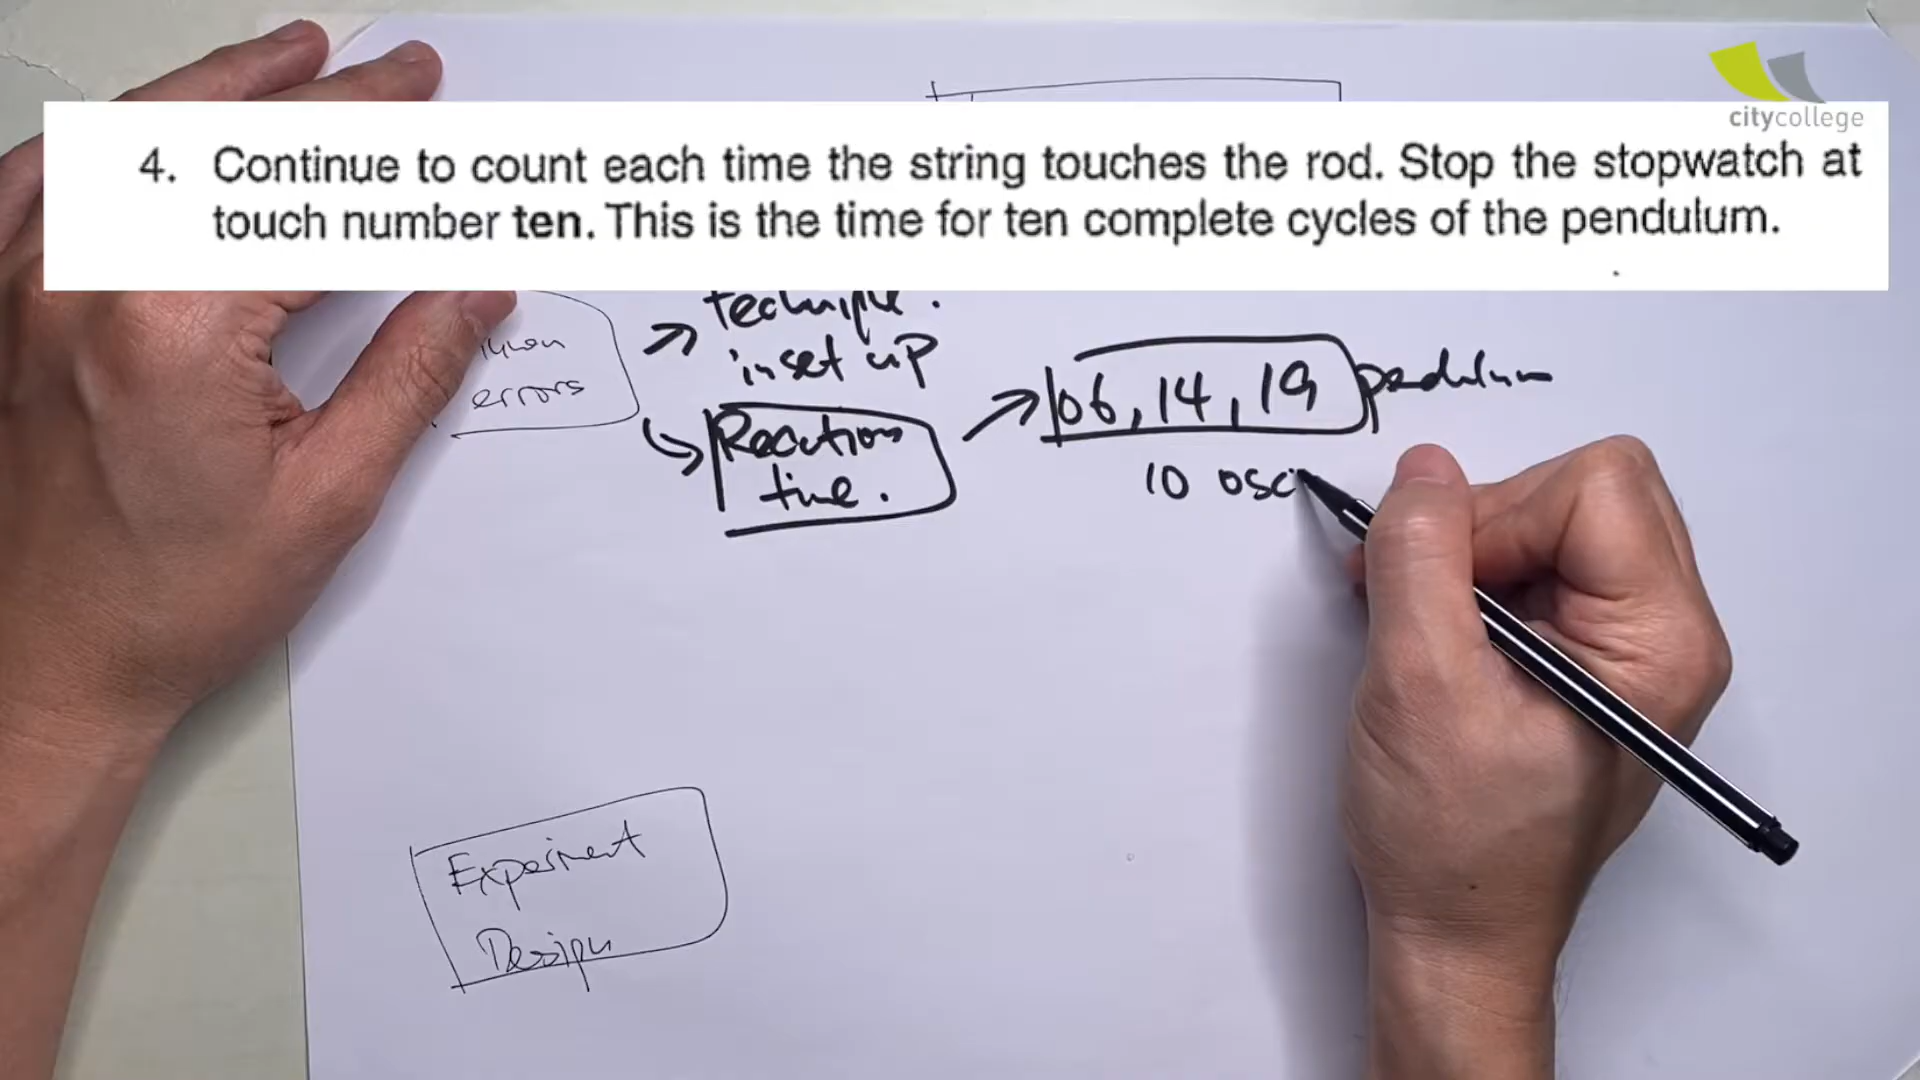 citycollege
4. Continue to count each time the string touches the rod. Stop the stopwatch at
touch number ten. This is the time for ten complete cycles of the pendulum.
technique.
in set up
errors
Reaction
time.
06, 14, 19
pendulum
10 osci
Experiment
Design